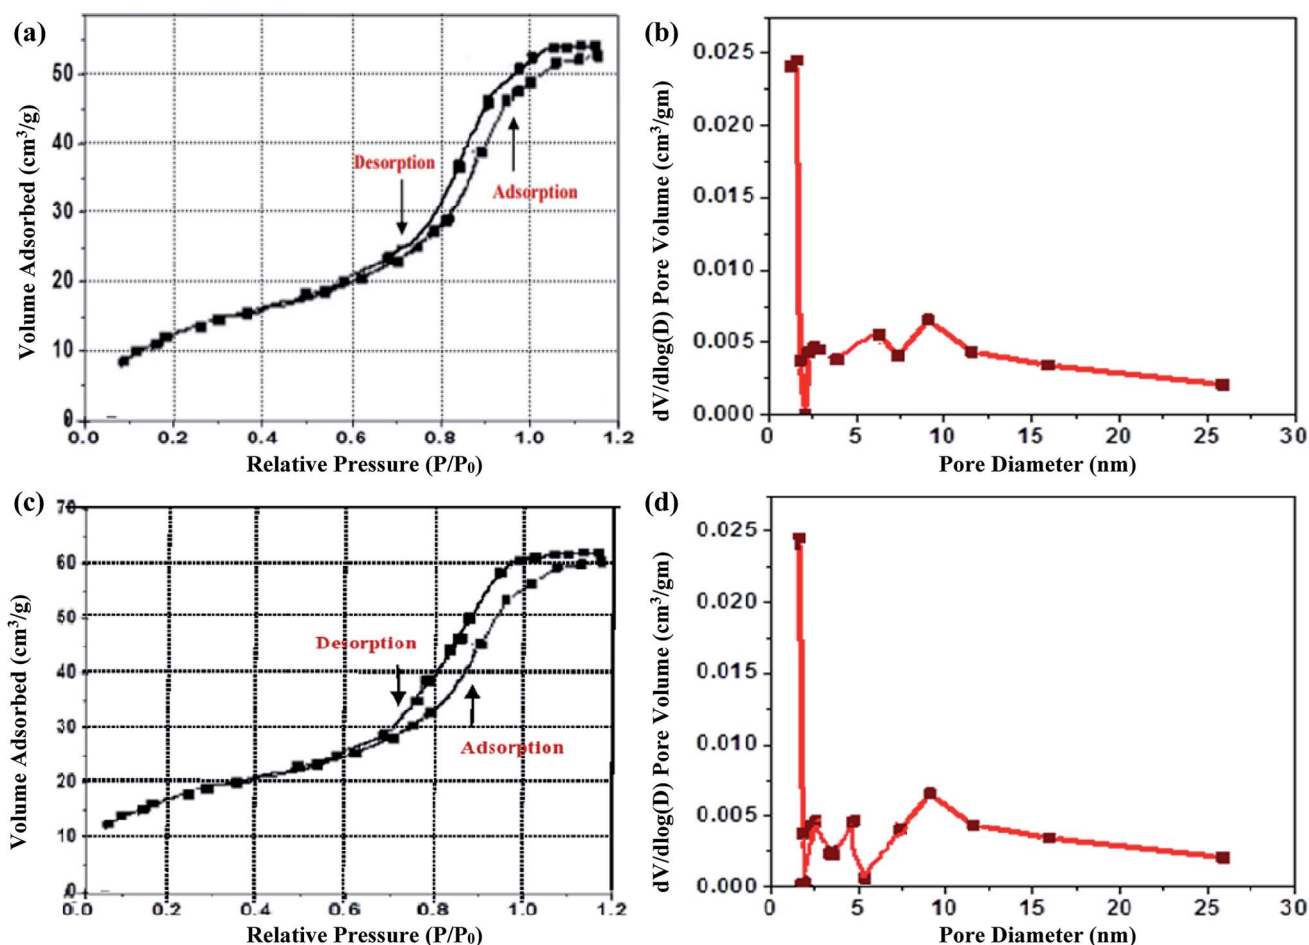 (a)
Volume Adsorbed (cm³/g)
50
40
30
20
10
0
0.0 0.2 0.4 0.6 0.8 1.0 1.2
Desorption
Adsorption
Relative Pressure (P/P₀)
(b)
dV/dlog(D) Pore Volume (cm³/gm)
0.025
0.020
0.015
0.010
0.005
0.000
0 5 10 15 20 25 30
Pore Diameter (nm)
(c)
Volume Adsorbed (cm³/g)
70
60
50
40
30
20
10
0
0.0 0.2 0.4 0.6 0.8 1.0 1.2
Desorption
Adsorption
Relative Pressure (P/P₀)
(d)
dV/dlog(D) Pore Volume (cm³/gm)
0.025
0.020
0.015
0.010
0.005
0.000
0 5 10 15 20 25 30
Pore Diameter (nm)